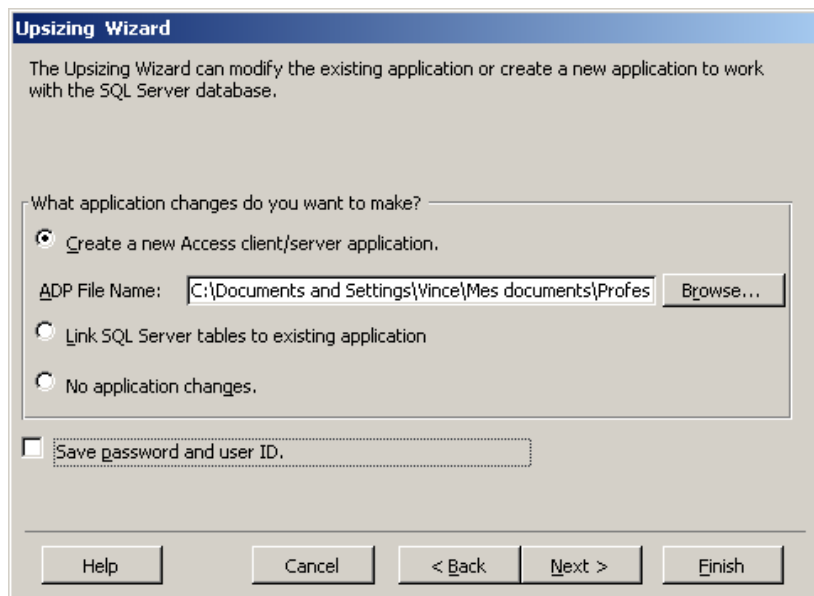 Upsizing Wizard
The Upsizing Wizard can modify the existing application or create a new application to work
with the SQL Server database.
What application changes do you want to make?
Create a new Access client/server application.
ADP File Name: C:\Documents and Settings\Vince\Mes documents\Profes Browse...
Link SQL Server tables to existing application
No application changes.
Save password and user ID.
Help Cancel < Back Next > Finish